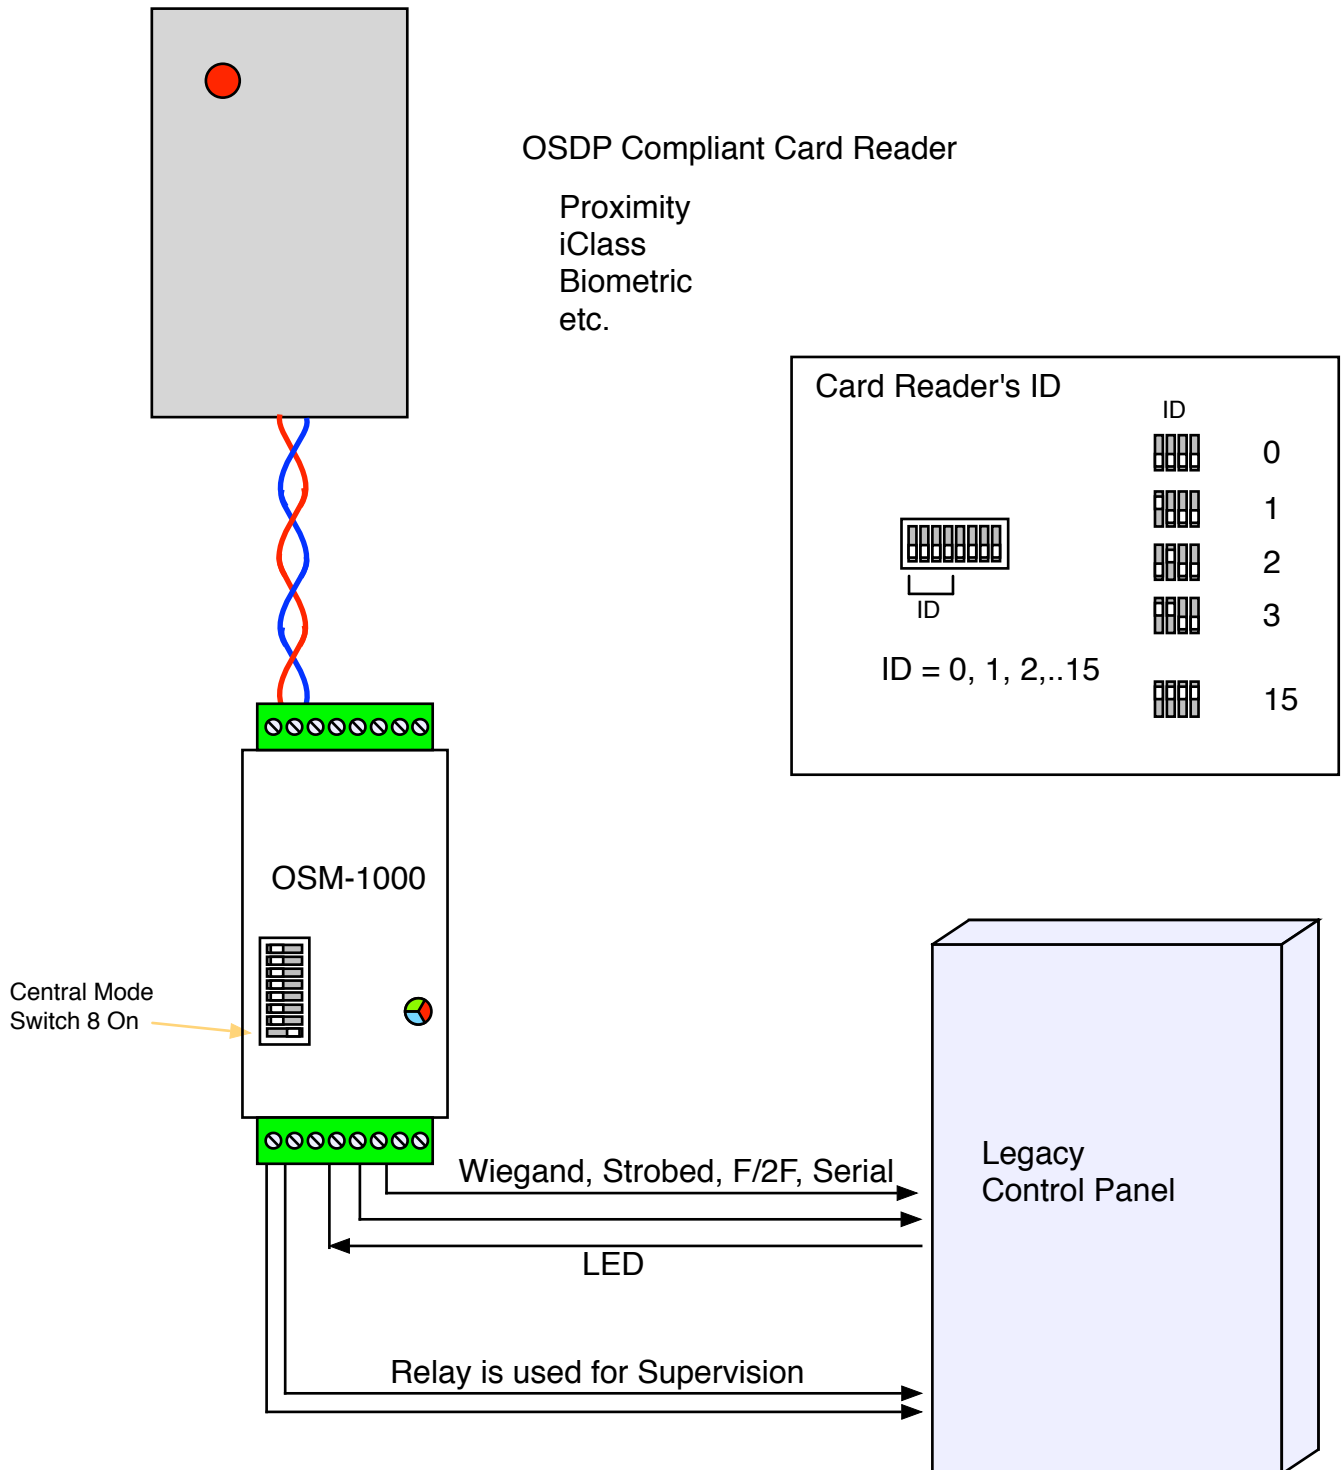 OSDP Compliant Card Reader
Proximity
iClass
Biometric
etc.
Card Reader's ID
ID
0
1
2
3
15
ID
ID = 0, 1, 2,..15
OSM-1000
Central Mode
Switch 8 On
Wiegand, Strobed, F/2F, Serial
LED
Relay is used for Supervision
Legacy
Control Panel